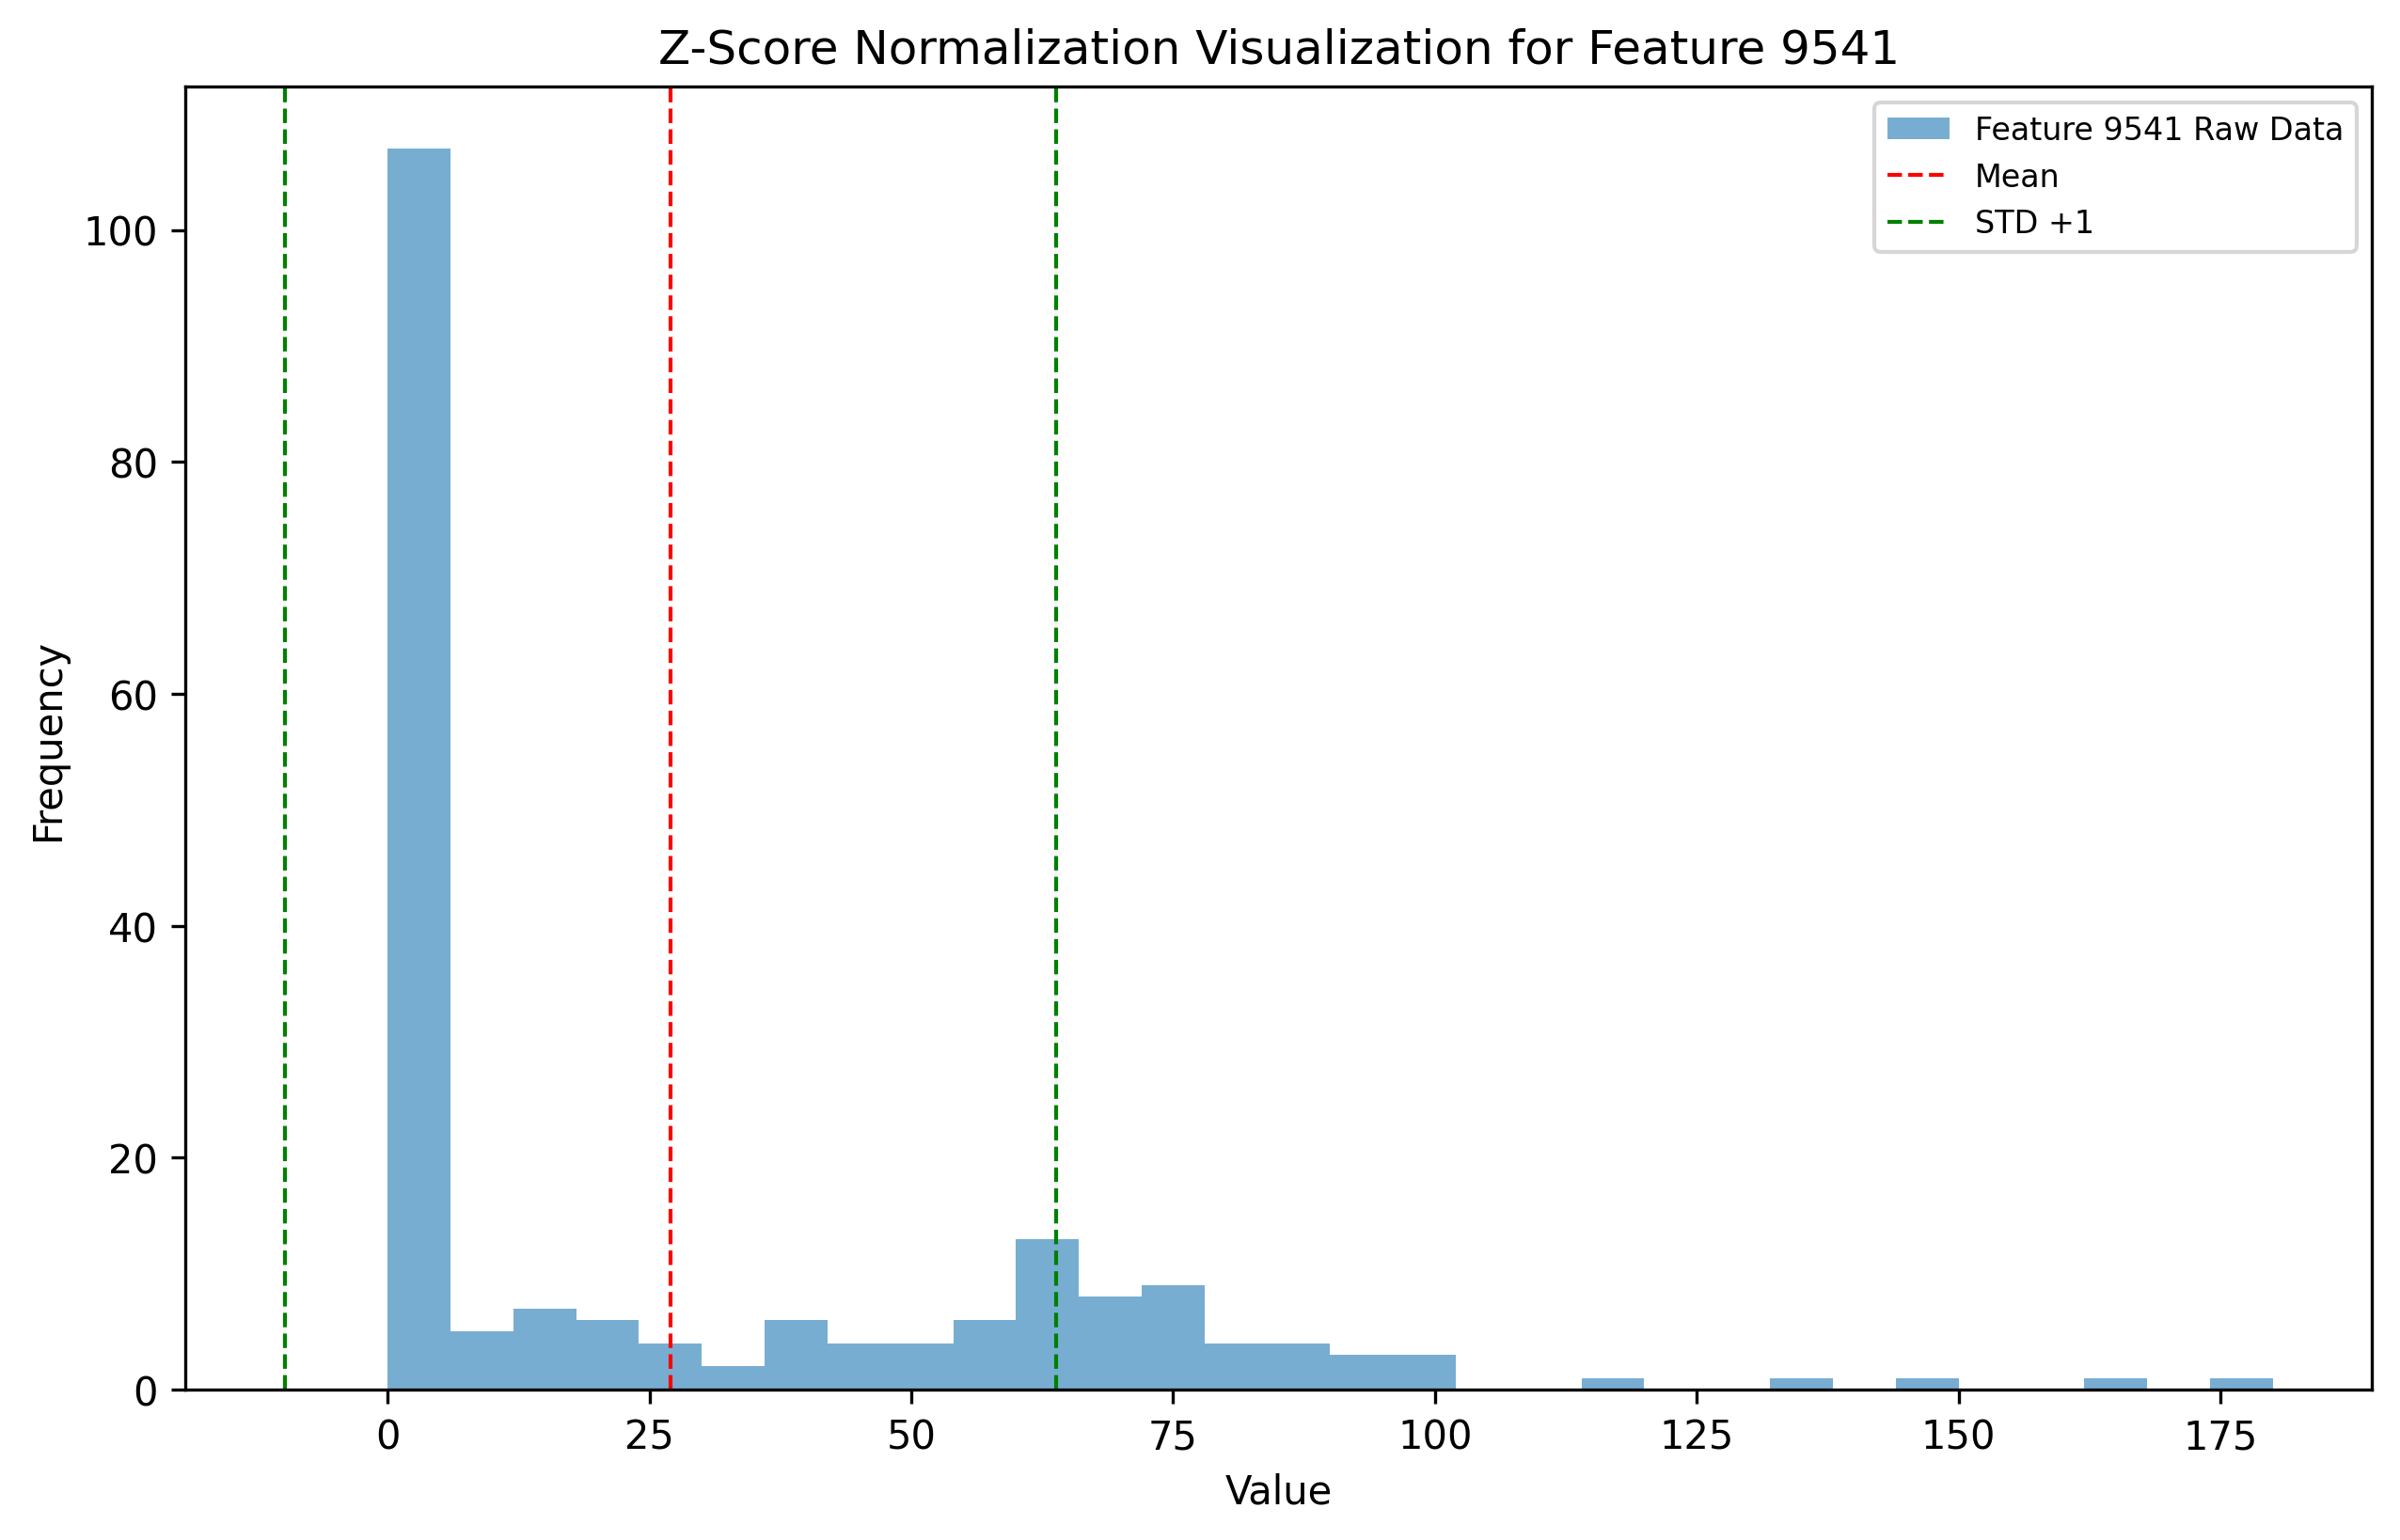 Z-Score Normalization Visualization for Feature 9541
Feature 9541 Raw Data
Mean
STD +1
Frequency
100
80
60
40
20
0
0 25 50 75 100 125 150 175
Value